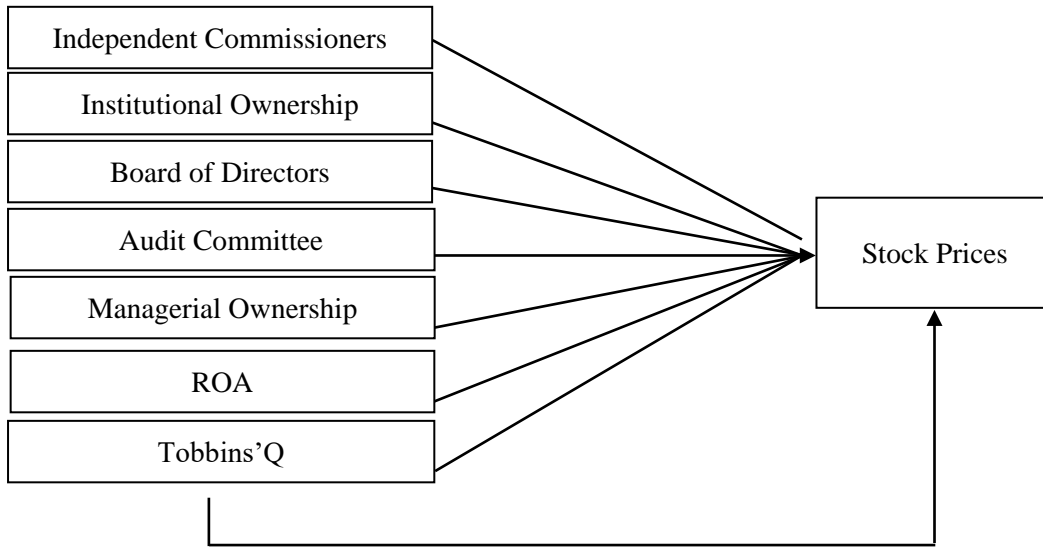 Independent Commissioners
Institutional Ownership
Board of Directors
Audit Committee
Managerial Ownership
ROA
Tobbins’Q
Stock Prices